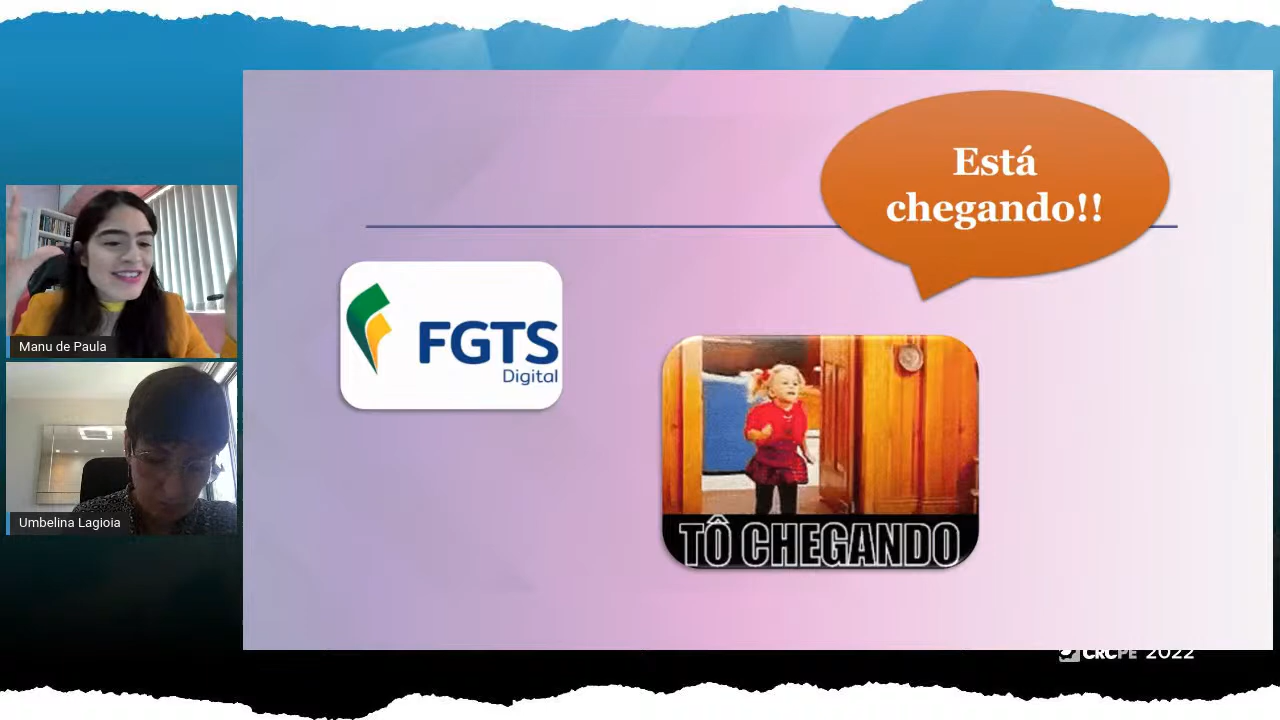 Está
chegando!!
FGTS
Digital
TÔ CHEGANDO
Manu de Paula
Umbelina Lagioia
CRCPE 2022